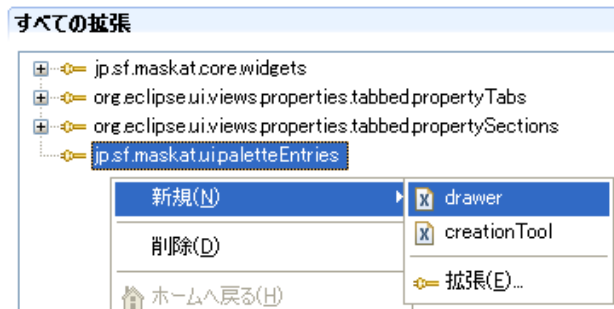 すべての拡張
jp.sf.maskat.core.widgets
org.eclipse.ui.views.properties.tabbed.propertyTabs
org.eclipse.ui.views.properties.tabbed.propertySections
jp.sf.maskat.ui.paletteEntries
新規(N)
drawer
creationTool
削除(D)
拡張(E)...
ホームへ戻る(H)